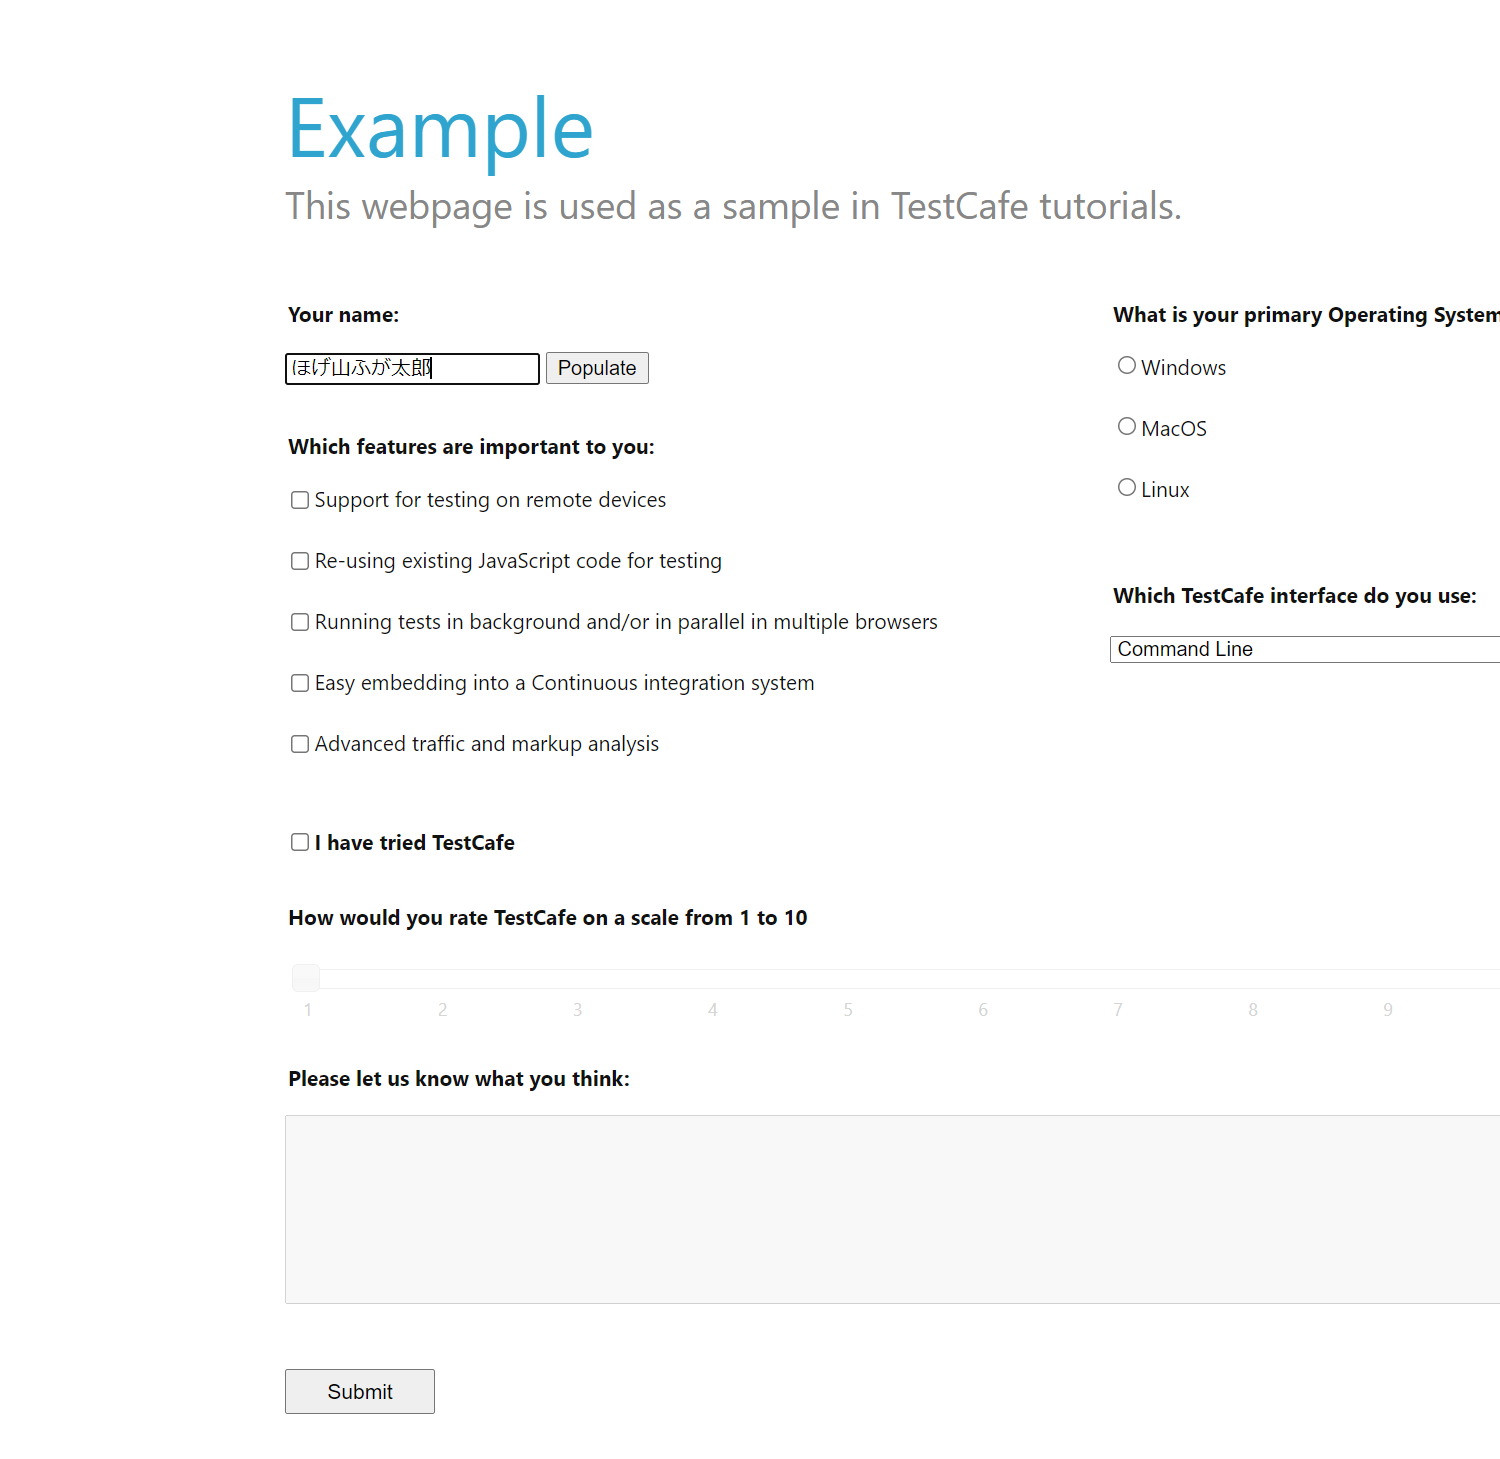 Example
This webpage is used as a sample in TestCafe tutorials.
Your name:
ほげ山ふが太郎
Populate
Which features are important to you:
Support for testing on remote devices
Re-using existing JavaScript code for testing
Running tests in background and/or in parallel in multiple browsers
Easy embedding into a Continuous integration system
Advanced traffic and markup analysis
What is your primary Operating System
Windows
MacOS
Linux
Which TestCafe interface do you use:
Command Line
I have tried TestCafe
How would you rate TestCafe on a scale from 1 to 10
1 2 3 4 5 6 7 8 9
Please let us know what you think:
Submit